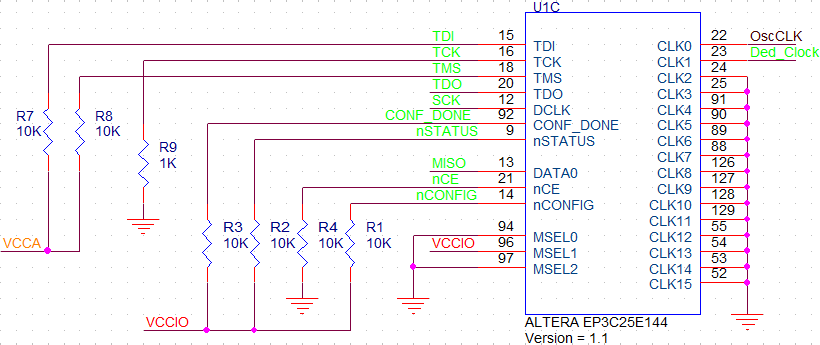 U1C
TDI 15 TDI CLK0 22 OscCLK
TCK 16 TCK CLK1 23 Ded_Clock
TMS 18 TMS CLK2 24
TDO 20 TDO CLK3 25
SCK 12 DCLK CLK4 91
CONF_DONE 92 CONF_DONE CLK5 90
nSTATUS 9 nSTATUS CLK6 89
CLK7 88
MISO 13 DATA0 CLK8 126
nCE 21 nCE CLK9 127
nCONFIG 14 nCONFIG CLK10 128
CLK11 129
94 MSEL0 CLK12 55
VCCIO 96 MSEL1 CLK13 54
97 MSEL2 CLK14 53
CLK15 52
R7
10K
R8
10K
R9
1K
R3
10K
R2
10K
R4
10K
R1
10K
VCCA
VCCIO
ALTERA EP3C25E144
Version = 1.1